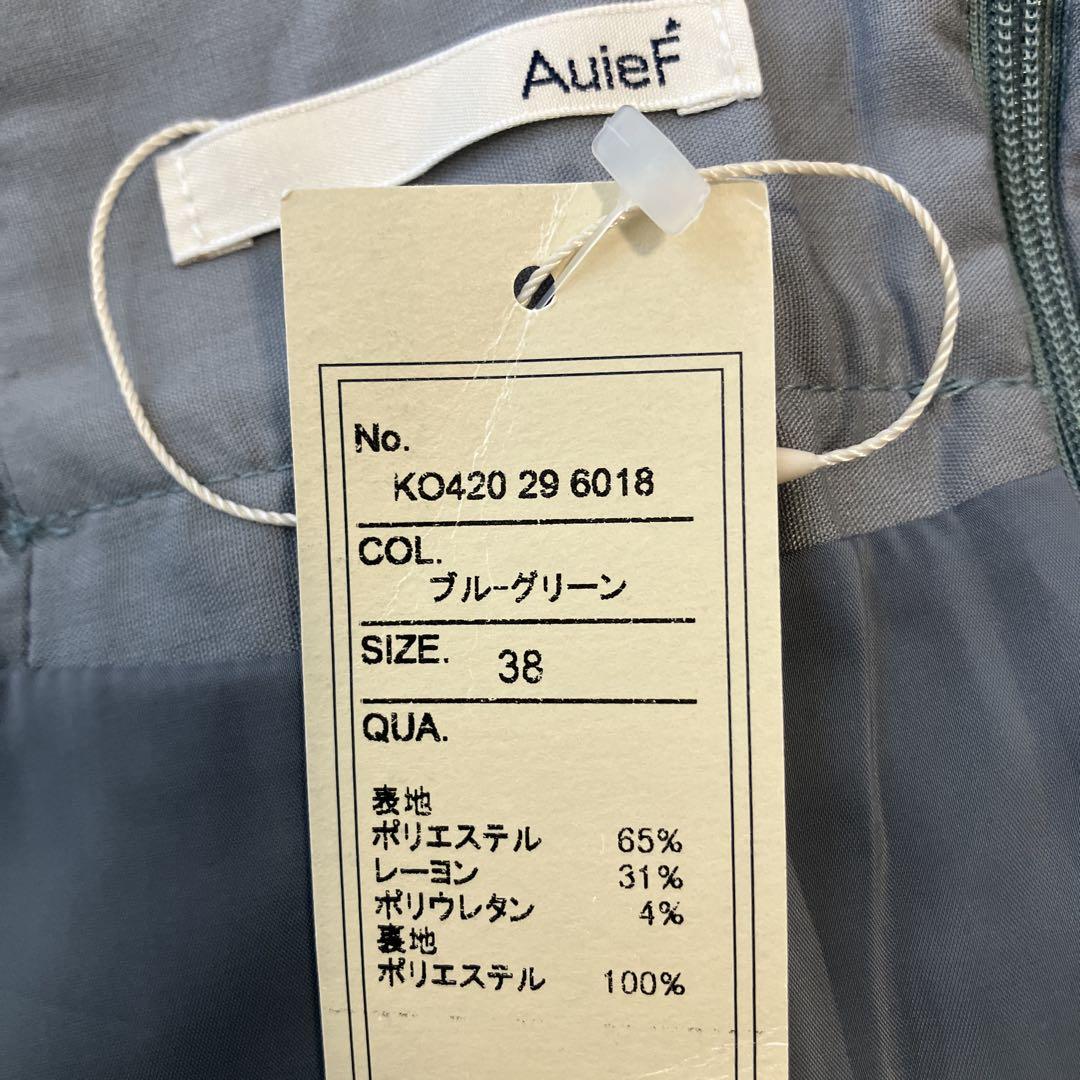 AuieF
No.
KO420 29 6018
COL.
ブル-グリーン
SIZE. 38
QUA.
表地
ポリエステル 65%
レーヨン 31%
ポリウレタン 4%
裏地
ポリエステル 100%